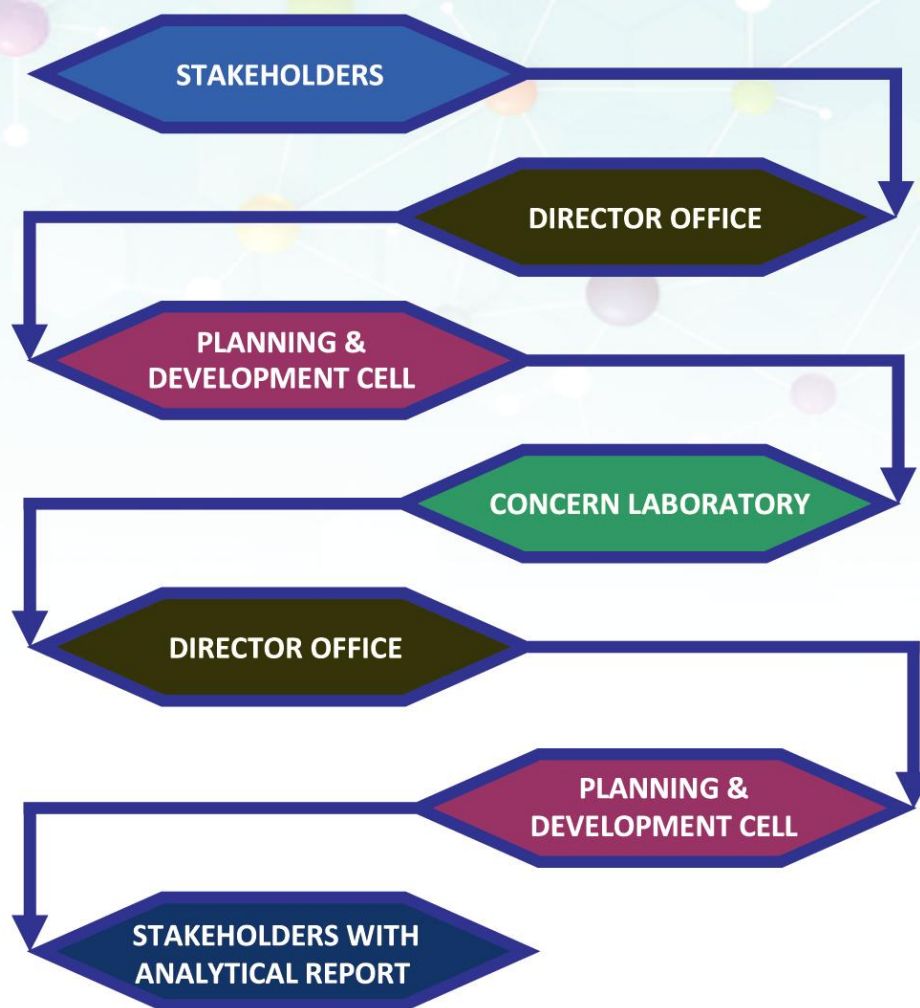 STAKEHOLDERS
DIRECTOR OFFICE
PLANNING &
DEVELOPMENT CELL
CONCERN LABORATORY
DIRECTOR OFFICE
PLANNING &
DEVELOPMENT CELL
STAKEHOLDERS WITH
ANALYTICAL REPORT